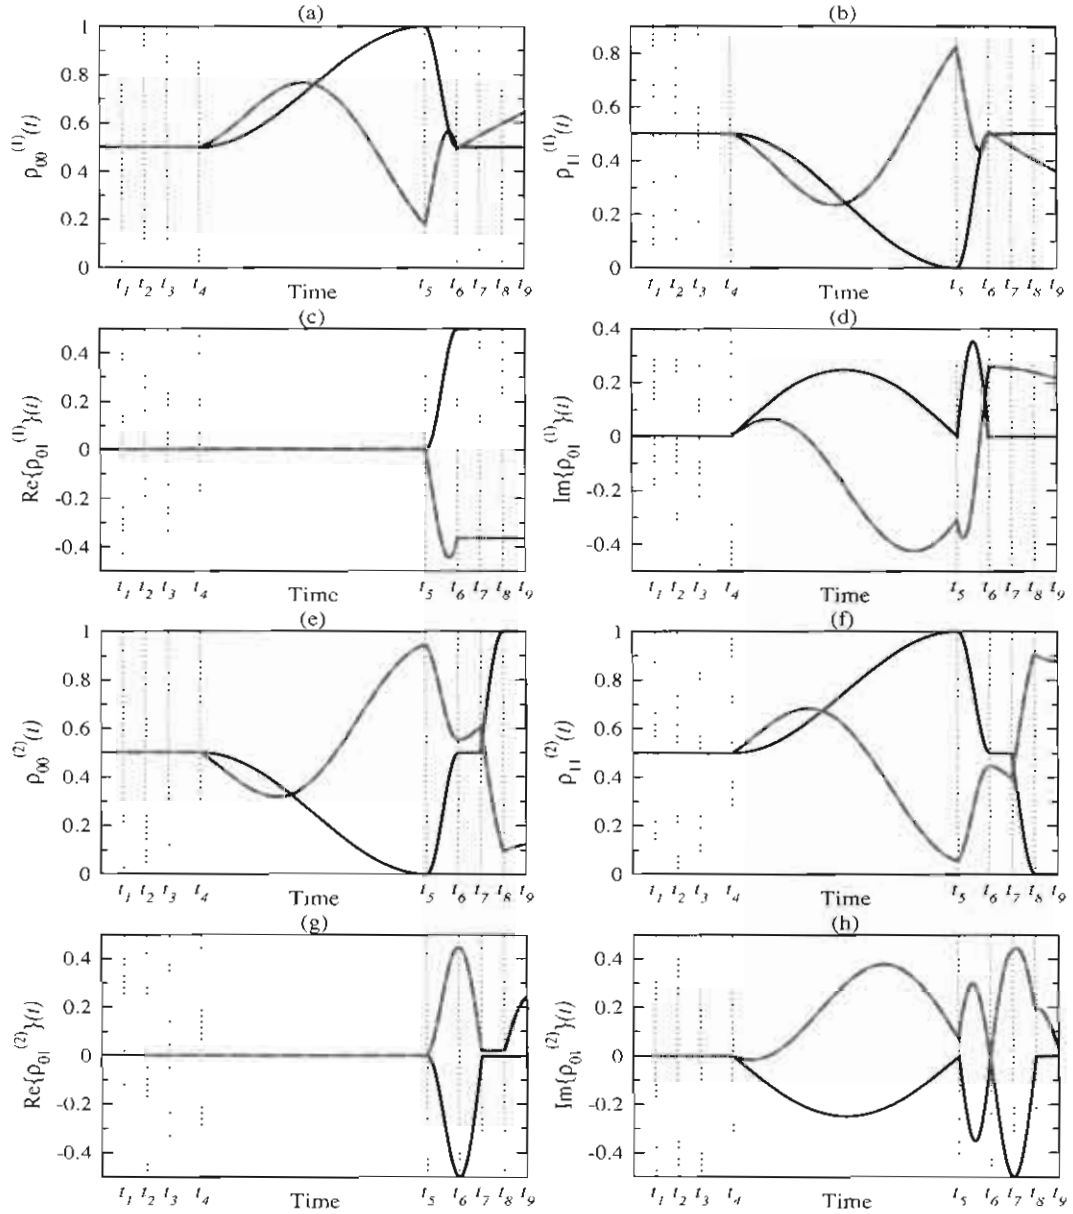 (a)
(b)
1
0.8
0.6
0.4
0.2
0
ρ00(1)(t)
t1 t2 t3 t4 Time t5 t6 t7 t8 t9
0.8
0.6
0.4
0.2
0
ρ11(1)(t)
t1 t2 t3 t4 Time t5 t6 t7 t8 t9
(c)
(d)
0.4
0.2
0
-0.2
-0.4
Re{ρ01(1)}(t)
t1 t2 t3 t4 Time t5 t6 t7 t8 t9
0.4
0.2
0
-0.2
-0.4
Im{ρ01(1)}(t)
t1 t2 t3 t4 Time t5 t6 t7 t8 t9
(e)
(f)
1
0.8
0.6
0.4
0.2
0
ρ00(2)(t)
t1 t2 t3 t4 Time t5 t6 t7 t8 t9
1
0.8
0.6
0.4
0.2
0
ρ11(2)(t)
t1 t2 t3 t4 Time t5 t6 t7 t8 t9
(g)
(h)
0.4
0.2
0
-0.2
-0.4
Re{ρ01(2)}(t)
t1 t2 t3 t4 Time t5 t6 t7 t8 t9
0.4
0.2
0
-0.2
-0.4
Im{ρ01(2)}(t)
t1 t2 t3 t4 Time t5 t6 t7 t8 t9